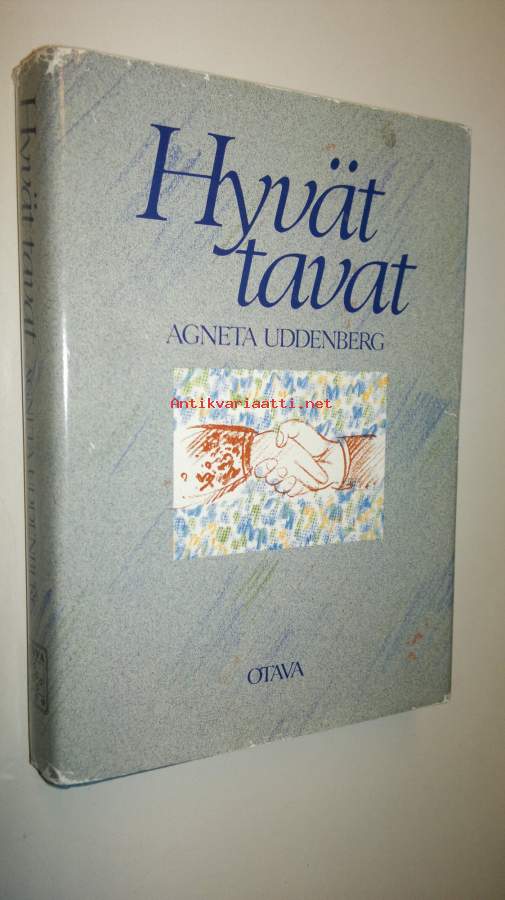 Hyvät
tavat
AGNETA UDDENBERG
Antikvariaatti.net
OTAVA
Hyvät tavat AGNETA UDDENBERG